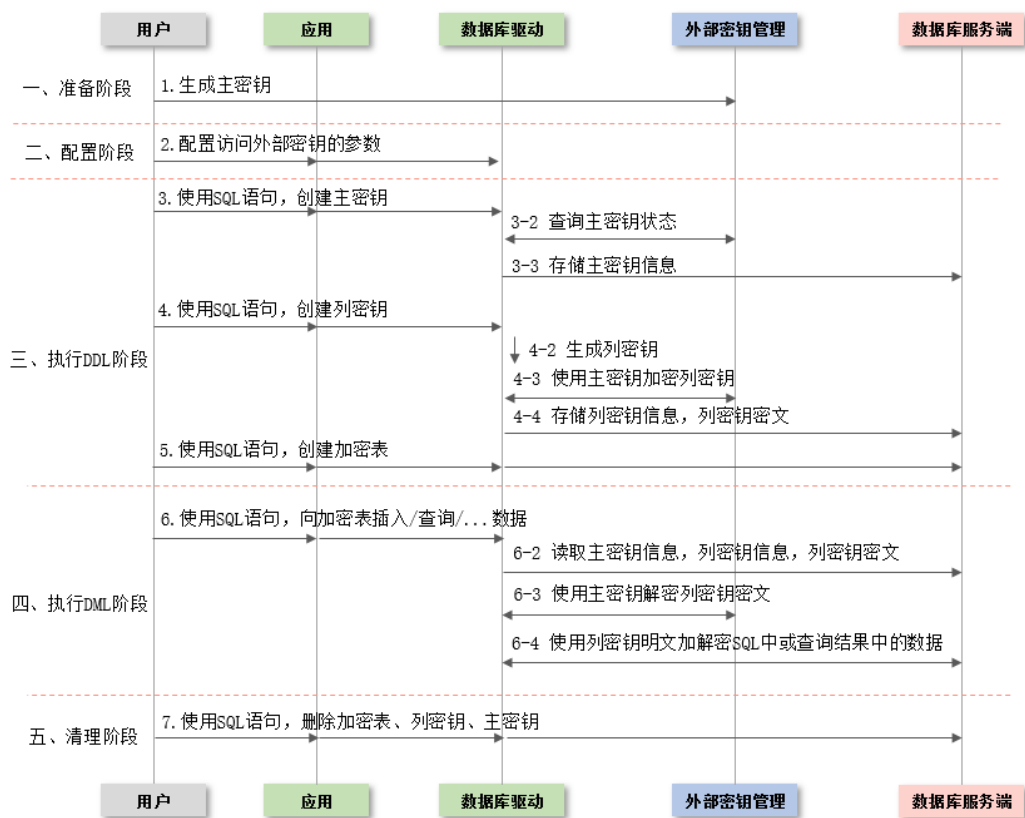 用户 应用 数据库驱动 外部密钥管理 数据库服务端
一、准备阶段
1.生成主密钥
二、配置阶段
2.配置访问外部密钥的参数
3.使用SQL语句，创建主密钥
3-2 查询主密钥状态
3-3 存储主密钥信息
4.使用SQL语句，创建列密钥
三、执行DDL阶段
4-2 生成列密钥
4-3 使用主密钥加密列密钥
4-4 存储列密钥信息，列密钥密文
5.使用SQL语句，创建加密表
6.使用SQL语句，向加密表插入/查询/...数据
6-2 读取主密钥信息，列密钥信息，列密钥密文
四、执行DML阶段
6-3 使用主密钥解密列密钥密文
6-4 使用列密钥明文加解密SQL中或查询结果中的数据
五、清理阶段
7.使用SQL语句，删除加密表、列密钥、主密钥
用户 应用 数据库驱动 外部密钥管理 数据库服务端